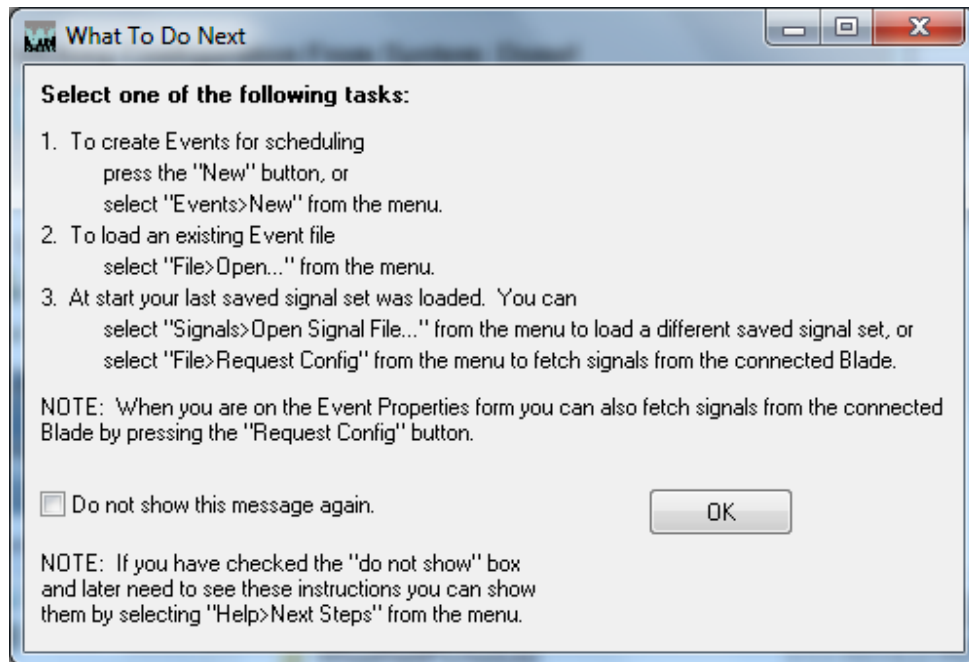 What To Do Next
Select one of the following tasks:
1. To create Events for scheduling
press the "New" button, or
select "Events>New" from the menu.
2. To load an existing Event file
select "File>Open..." from the menu.
3. At start your last saved signal set was loaded. You can
select "Signals>Open Signal File..." from the menu to load a different saved signal set, or
select "File>Request Config" from the menu to fetch signals from the connected Blade.
NOTE: When you are on the Event Properties form you can also fetch signals from the connected
Blade by pressing the "Request Config" button.
Do not show this message again.
OK
NOTE: If you have checked the "do not show" box
and later need to see these instructions you can show
them by selecting "Help>Next Steps" from the menu.